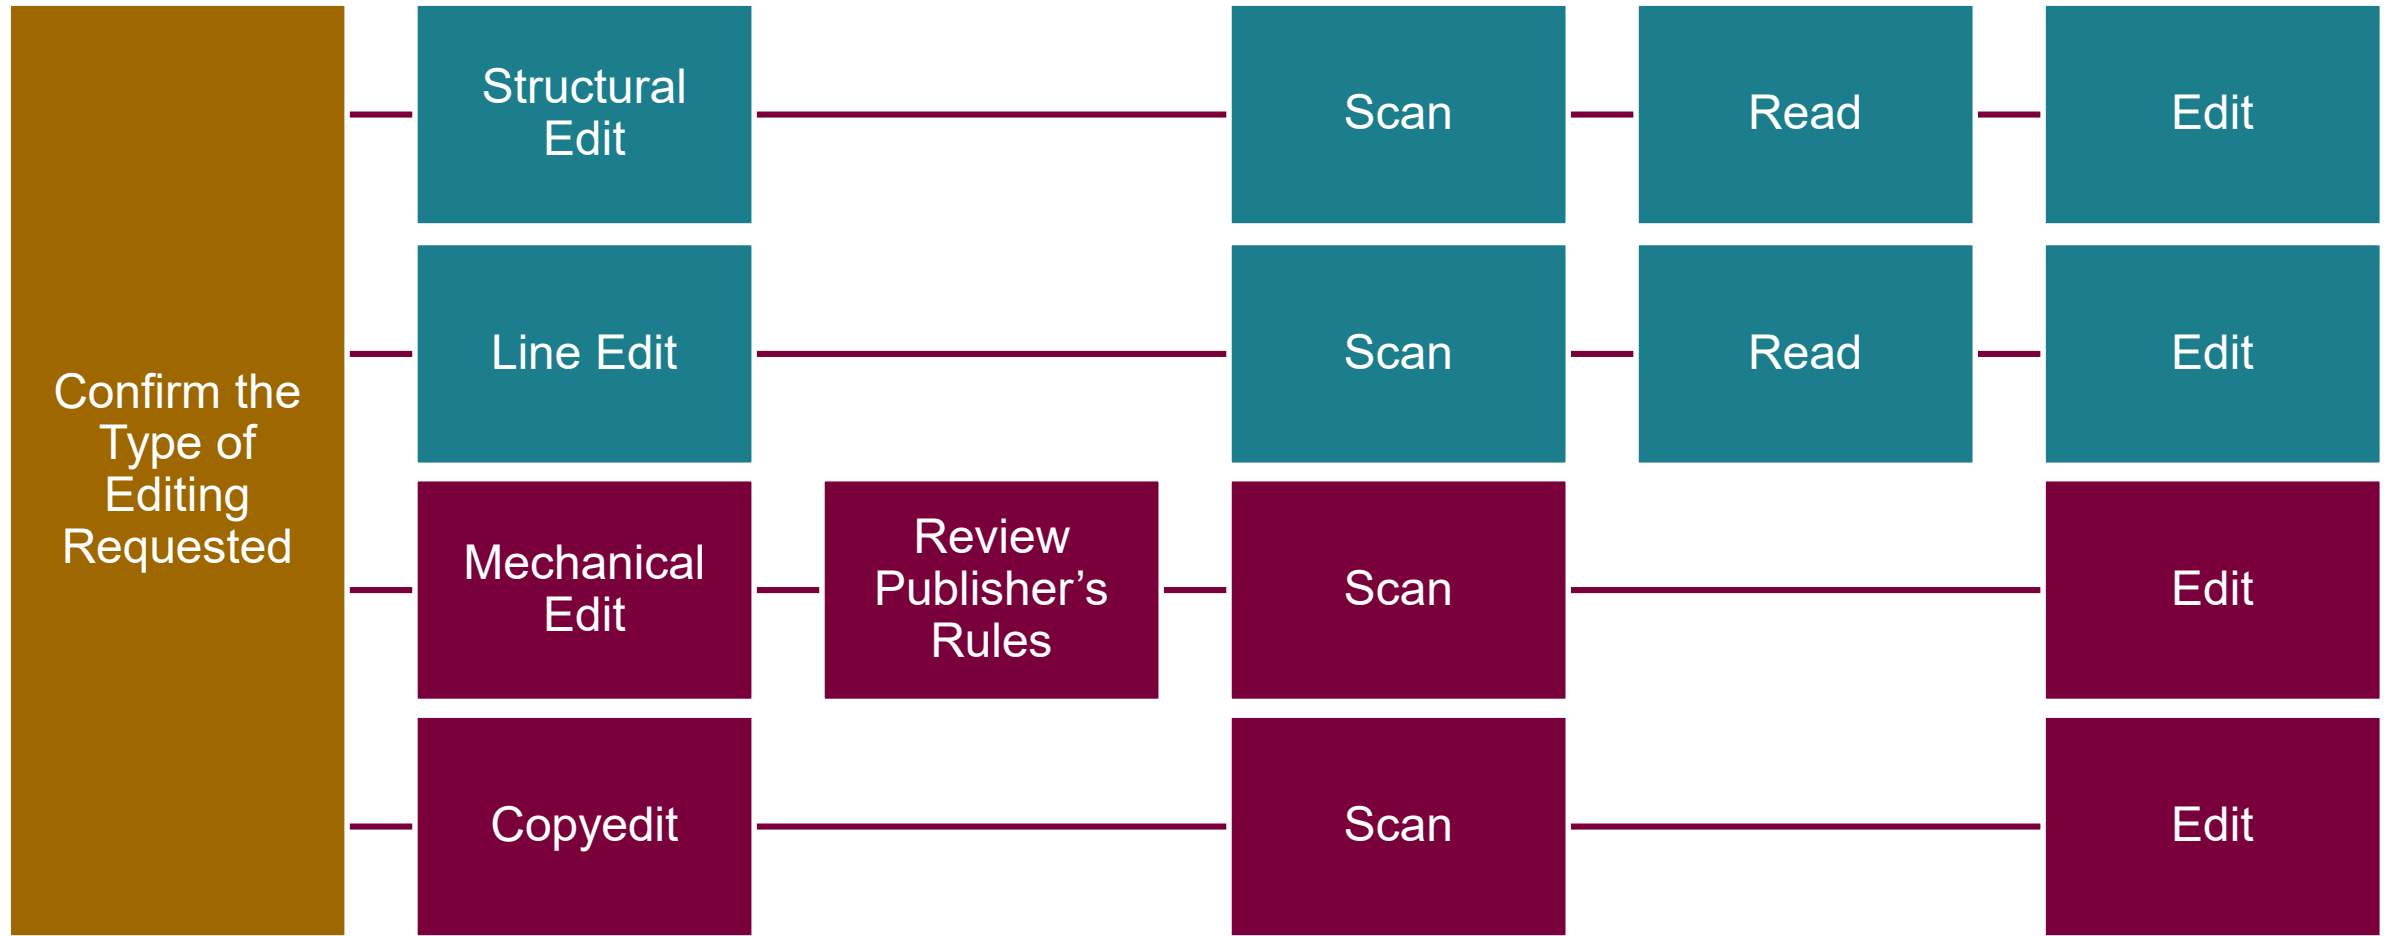 Confirm the
Type of
Editing
Requested
Structural
Edit
Scan
Read
Edit
Line Edit
Scan
Read
Edit
Mechanical
Edit
Review
Publisher’s
Rules
Scan
Edit
Copyedit
Scan
Edit